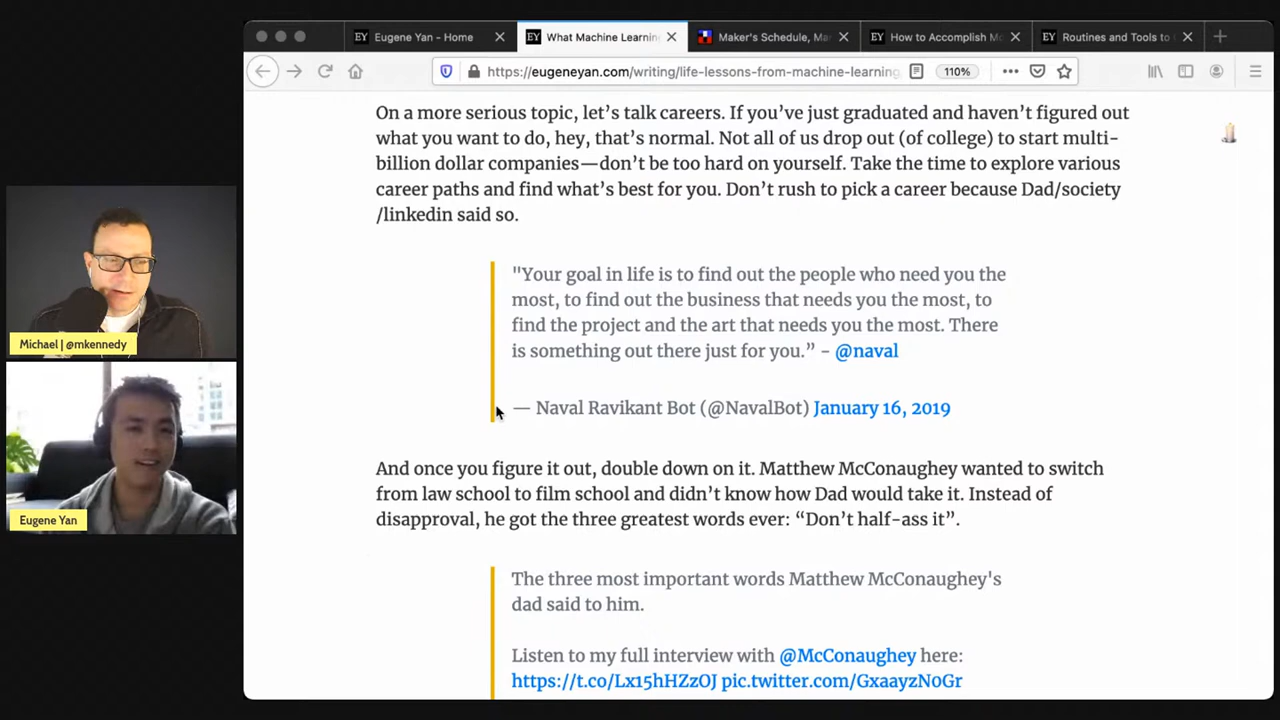 Eugene Yan - Home
What Machine Learnin
Maker's Schedule, Ma
How to Accomplish Mo
Routines and Tools to
https://eugeneyan.com/writing/life-lessons-from-machine-learning
110%
On a more serious topic, let's talk careers. If you've just graduated and haven't figured out
what you want to do, hey, that's normal. Not all of us drop out (of college) to start multi-
billion dollar companies—don't be too hard on yourself. Take the time to explore various
career paths and find what's best for you. Don't rush to pick a career because Dad/society
/linkedin said so.
"Your goal in life is to find out the people who need you the
most, to find out the business that needs you the most, to
find the project and the art that needs you the most. There
is something out there just for you.” - @naval
— Naval Ravikant Bot (@NavalBot) January 16, 2019
And once you figure it out, double down on it. Matthew McConaughey wanted to switch
from law school to film school and didn't know how Dad would take it. Instead of
disapproval, he got the three greatest words ever: “Don't half-ass it”.
The three most important words Matthew McConaughey's
dad said to him.
Listen to my full interview with @McConaughey here:
https://t.co/Lx15hHZzOJ pic.twitter.com/GxaayzN0Gr
Michael | @mkennedy
Eugene Yan